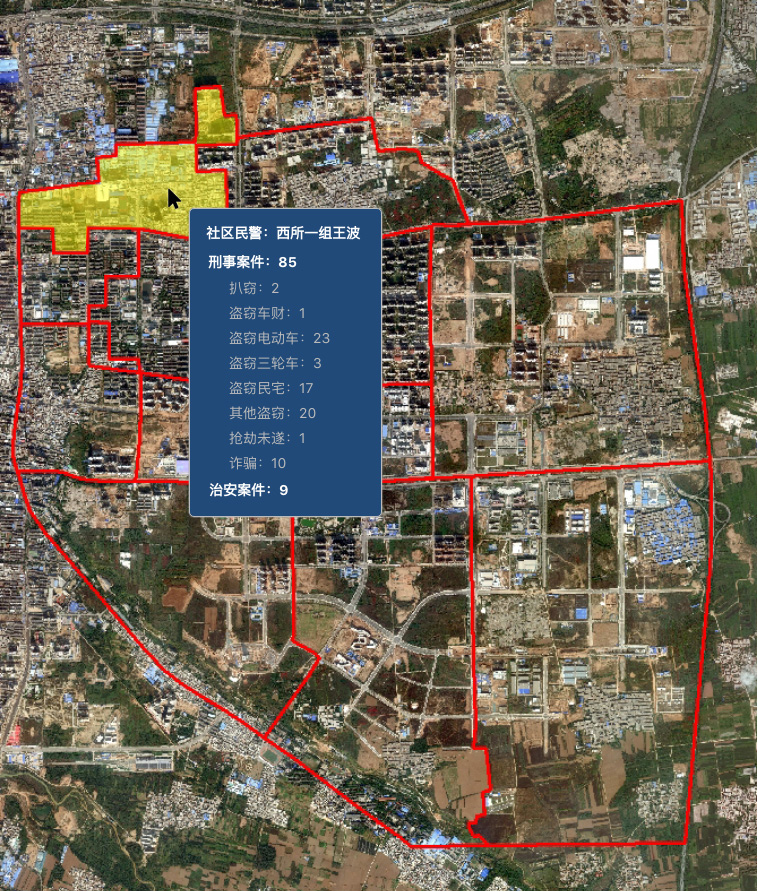 社区民警：西所一组王波
刑事案件：85
扒窃：2
盗窃车财：1
盗窃电动车：23
盗窃三轮车：3
盗窃民宅：17
其他盗窃：20
抢劫未遂：1
诈骗：10
治安案件：9